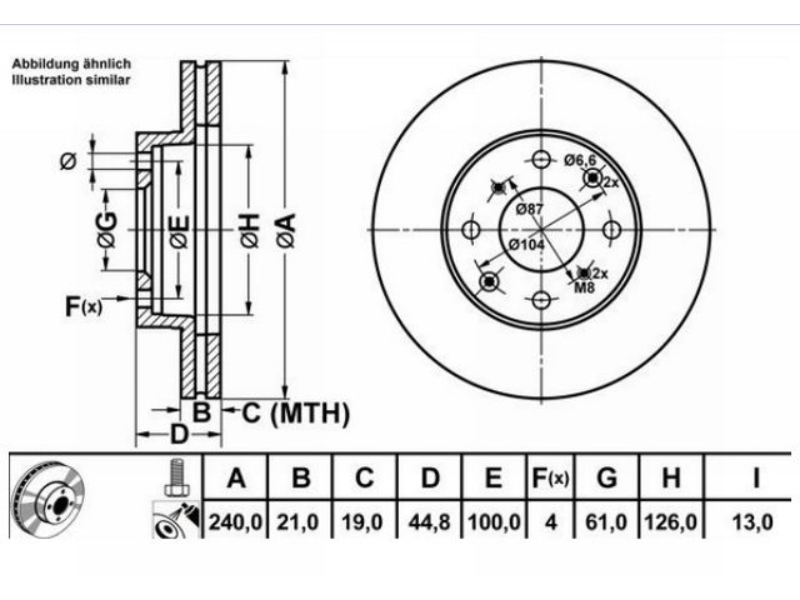 Abbildung ähnlich
Illustration similar
Ø
ØG
ØE
ØH
ØA
F(x)
B
C (MTH)
D
Ø6,6
2x
Ø87
Ø104
2x
M8
A B C D E F(x) G H I
240,0 21,0 19,0 44,8 100,0 4 61,0 126,0 13,0